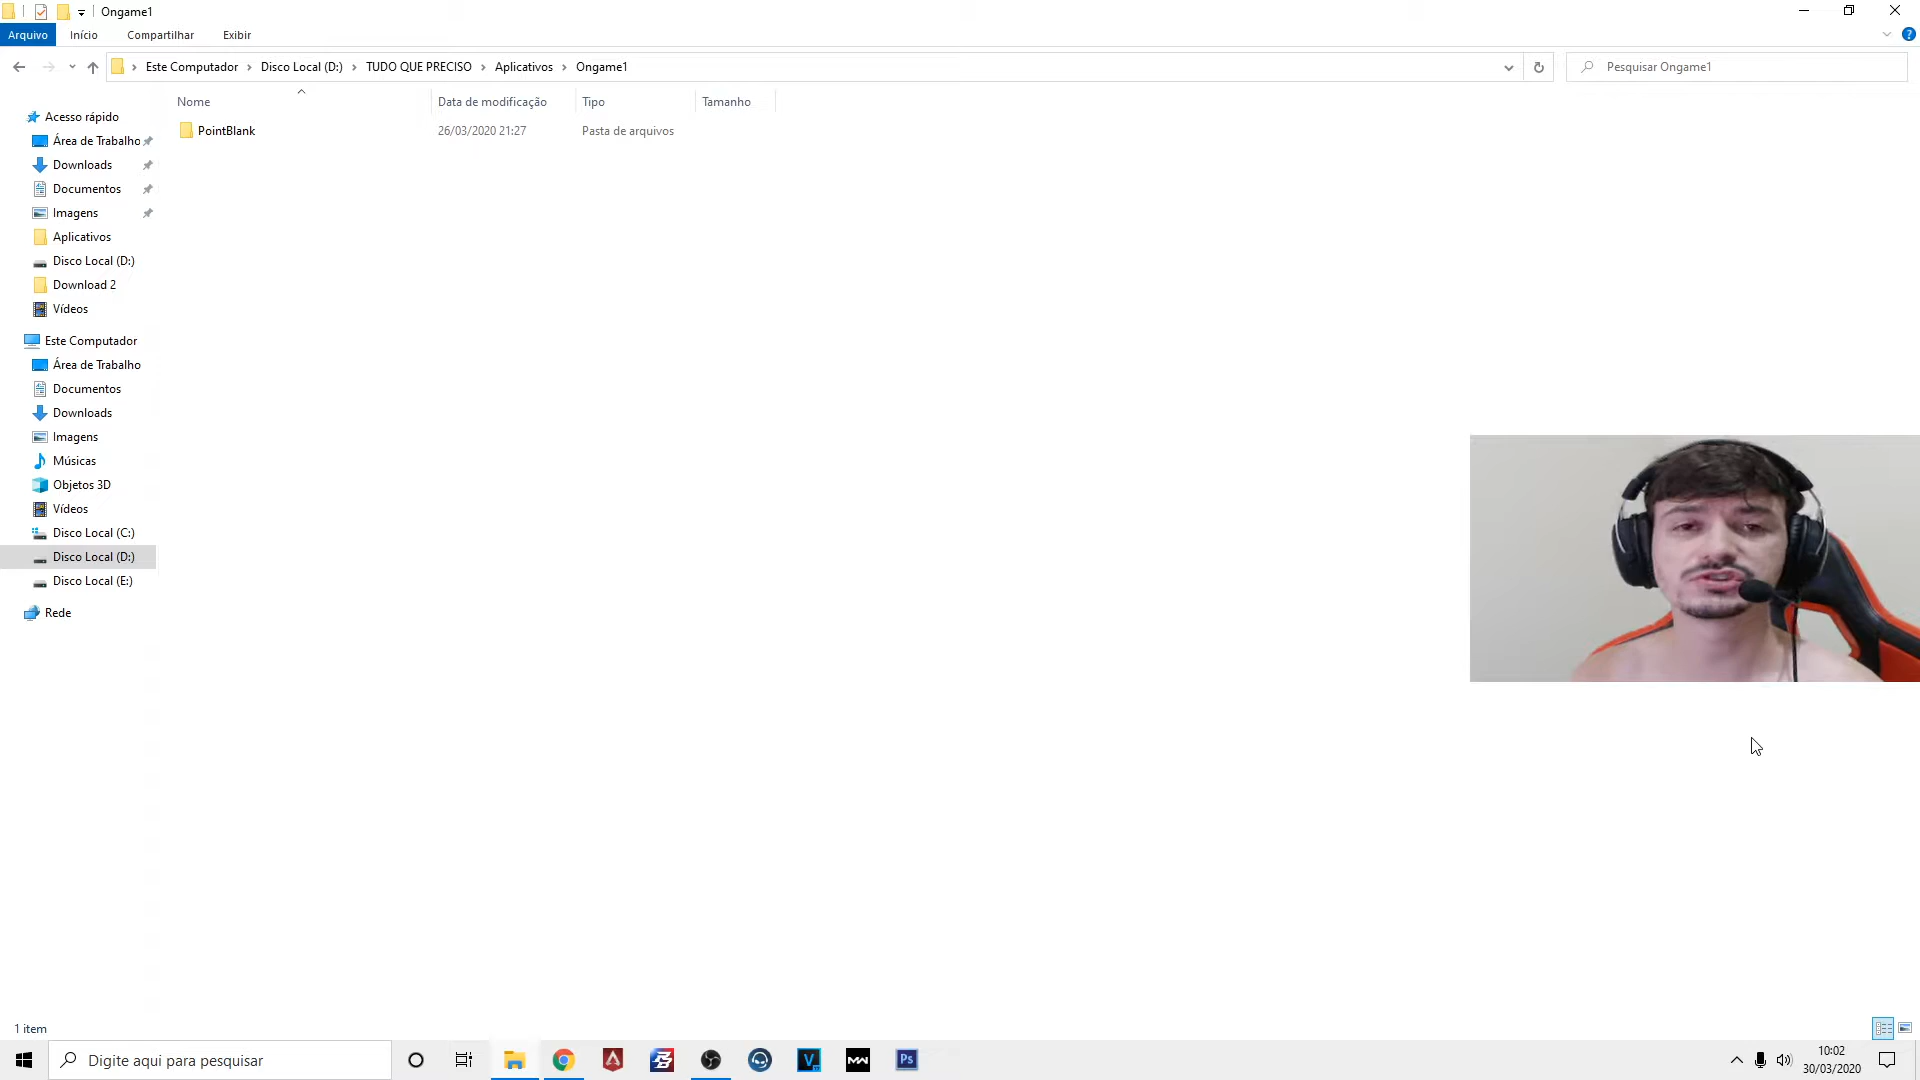 Ongame1
Arquivo Início Compartilhar Exibir
Este Computador Disco Local (D:) TUDO QUE PRECISO Aplicativos Ongame1
Pesquisar Ongame1
Nome Data de modificação Tipo Tamanho
PointBlank 26/03/2020 21:27 Pasta de arquivos
Acesso rápido
Área de Trabalho
Downloads
Documentos
Imagens
Aplicativos
Disco Local (D:)
Download 2
Vídeos
Este Computador
Área de Trabalho
Documentos
Downloads
Imagens
Músicas
Objetos 3D
Vídeos
Disco Local (C:)
Disco Local (D:)
Disco Local (E:)
Rede
1 item
Digite aqui para pesquisar
Ps
10:02
30/03/2020